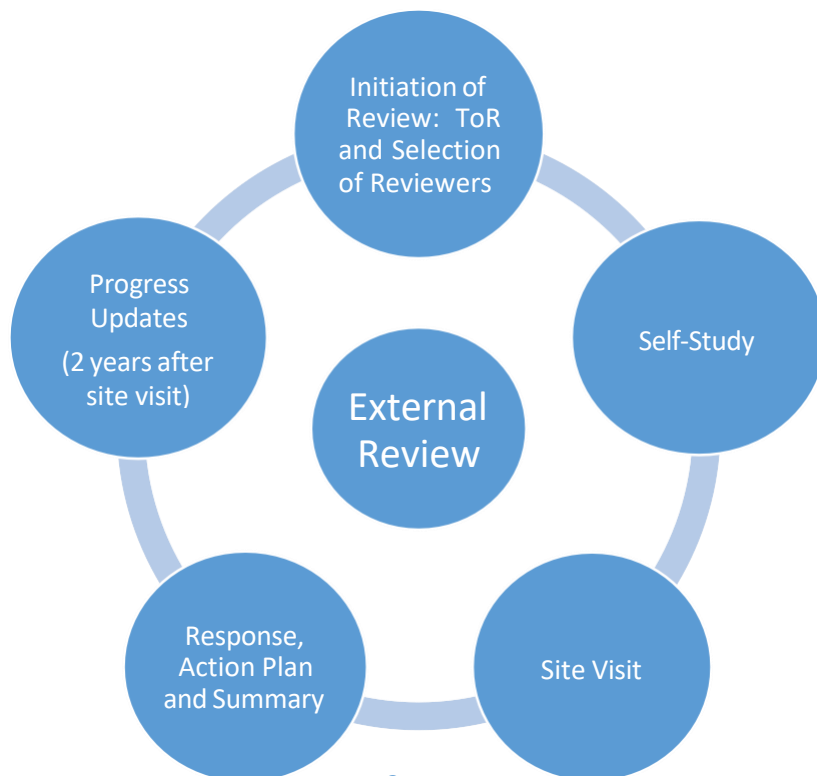 Initiation of
Review: ToR
and Selection
of Reviewers
Progress
Updates
(2 years after
site visit)
Self-Study
External
Review
Response,
Action Plan
and Summary
Site Visit